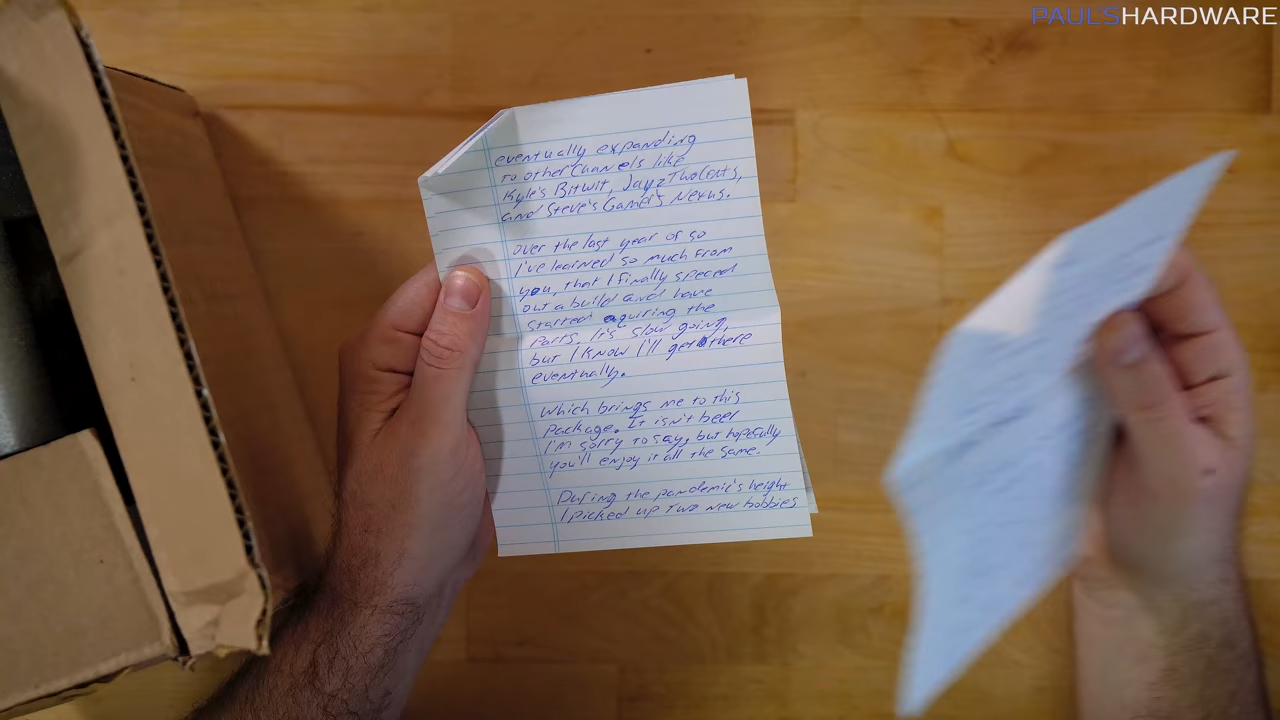 PAUL'SHARDWARE
eventually expanding
to other Chanels like
Kyle's Bitwit, JayzTwoCents,
and Steve's Gamer's Nexus.
Over the last year or so
I've learned so much from
you, that I finally speced
out a build and have
started aquiring the
parts. It's slow going,
but I know I'll get there
eventually.
Which brings me to this
package. It isn't beer
I'm sorry to say, but hopefully
you'll enjoy it all the same.
During the pandemic's height
I picked up two new hobbies